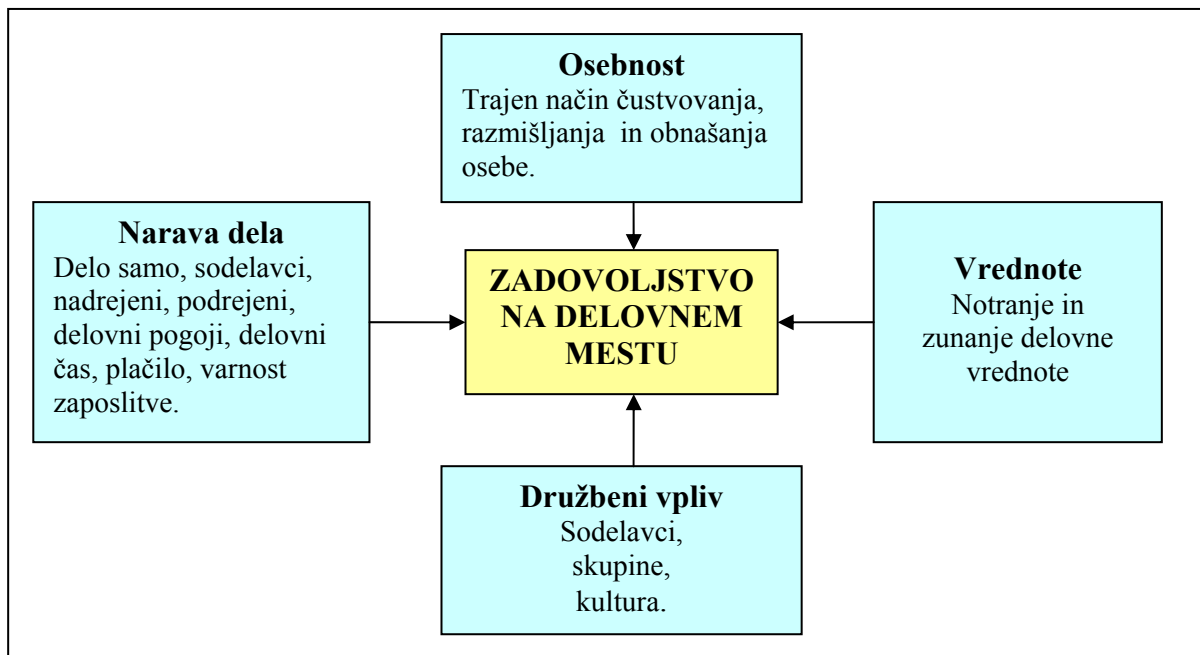 Osebnost
Trajen način čustvovanja,
razmišljanja in obnašanja
osebe.
Narava dela
Delo samo, sodelavci,
nadrejeni, podrejeni,
delovni pogoji, delovni
čas, plačilo, varnost
zaposlitve.
ZADOVOLJSTVO
NA DELOVNEM
MESTU
Vrednote
Notranje in
zunanje delovne
vrednote
Družbeni vpliv
Sodelavci,
skupine,
kultura.